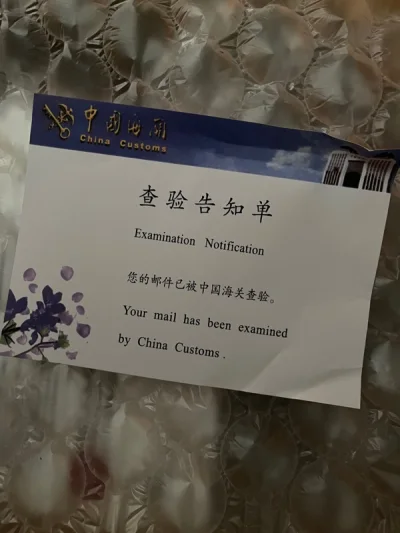 中国海关
China Customs
查验告知单
Examination Notification
您的邮件已被中国海关查验。
Your mail has been examined
by China Customs.